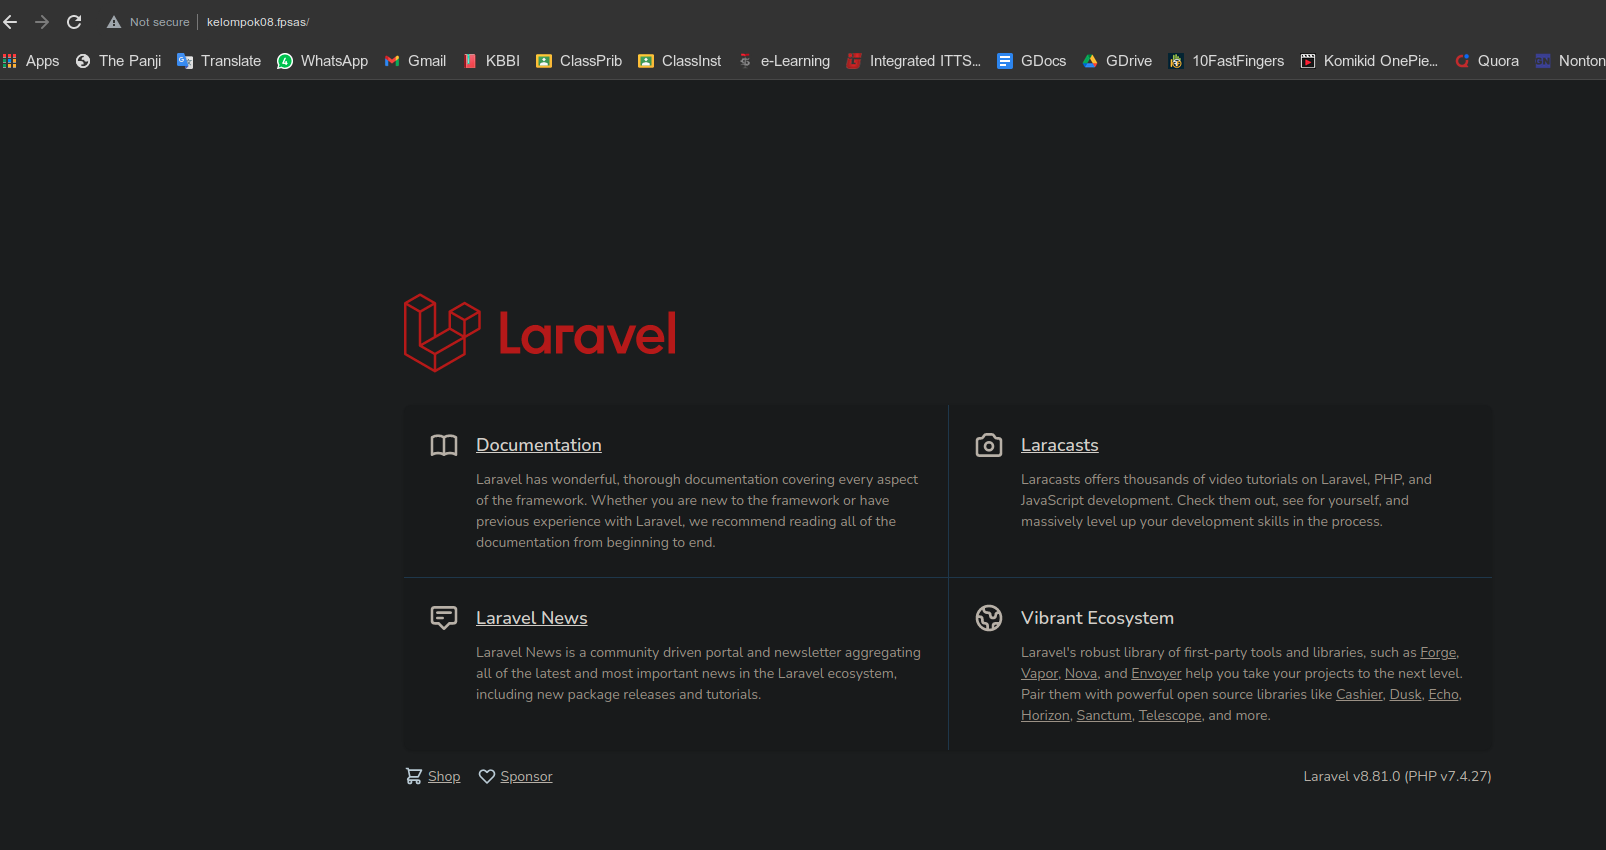 Not secure kelompok08.fpsas/
Apps The Panji Translate WhatsApp Gmail KBBI ClassPrib ClassInst e-Learning Integrated ITTS... GDocs GDrive 10FastFingers Komikid OnePie... Quora Nonton
Laravel
Documentation
Laravel has wonderful, thorough documentation covering every aspect
of the framework. Whether you are new to the framework or have
previous experience with Laravel, we recommend reading all of the
documentation from beginning to end.
Laracasts
Laracasts offers thousands of video tutorials on Laravel, PHP, and
JavaScript development. Check them out, see for yourself, and
massively level up your development skills in the process.
Laravel News
Laravel News is a community driven portal and newsletter aggregating
all of the latest and most important news in the Laravel ecosystem,
including new package releases and tutorials.
Vibrant Ecosystem
Laravel's robust library of first-party tools and libraries, such as Forge,
Vapor, Nova, and Envoyer help you take your projects to the next level.
Pair them with powerful open source libraries like Cashier, Dusk, Echo,
Horizon, Sanctum, Telescope, and more.
Shop Sponsor Laravel v8.81.0 (PHP v7.4.27)